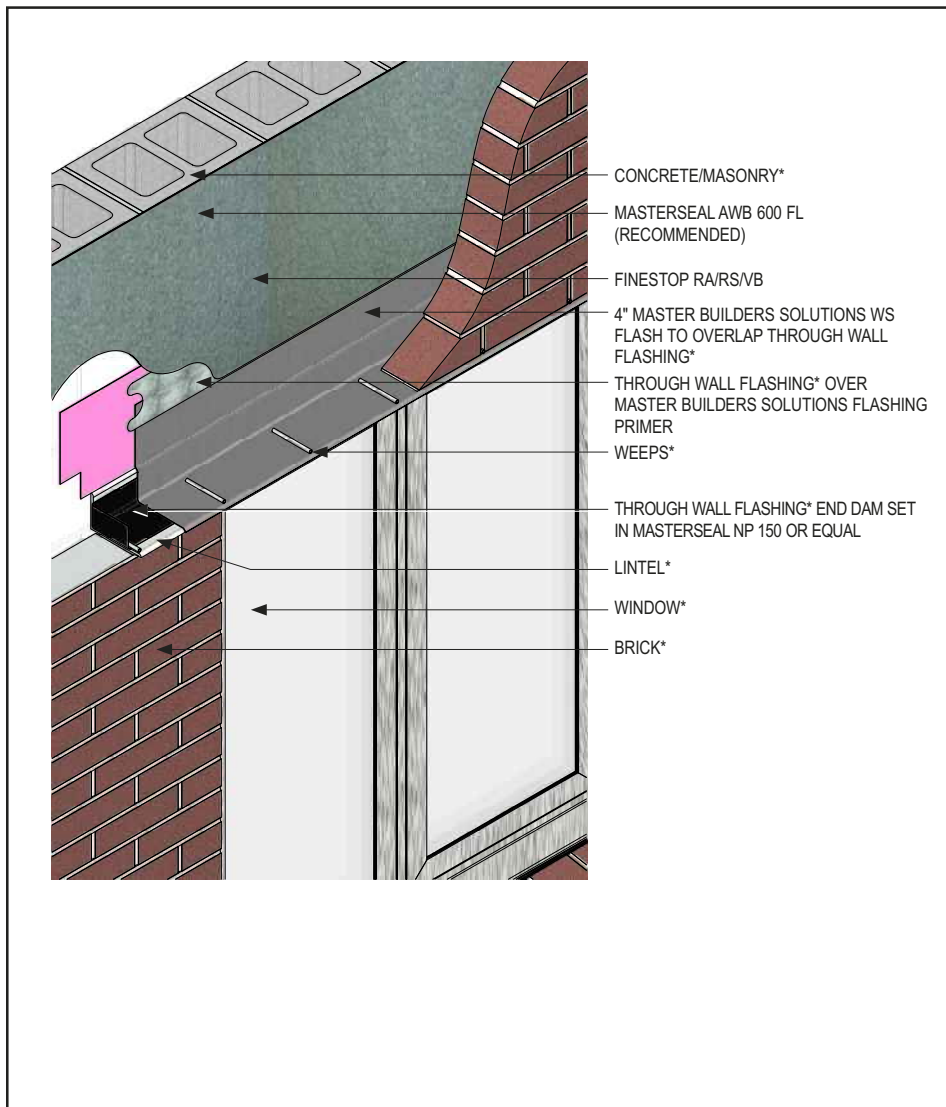 CONCRETE/MASONRY*
MASTERSEAL AWB 600 FL
(RECOMMENDED)
FINESTOP RA/RS/VB
4" MASTER BUILDERS SOLUTIONS WS
FLASH TO OVERLAP THROUGH WALL
FLASHING*
THROUGH WALL FLASHING* OVER
MASTER BUILDERS SOLUTIONS FLASHING
PRIMER
WEEPS*
THROUGH WALL FLASHING* END DAM SET
IN MASTERSEAL NP 150 OR EQUAL
LINTEL*
WINDOW*
BRICK*